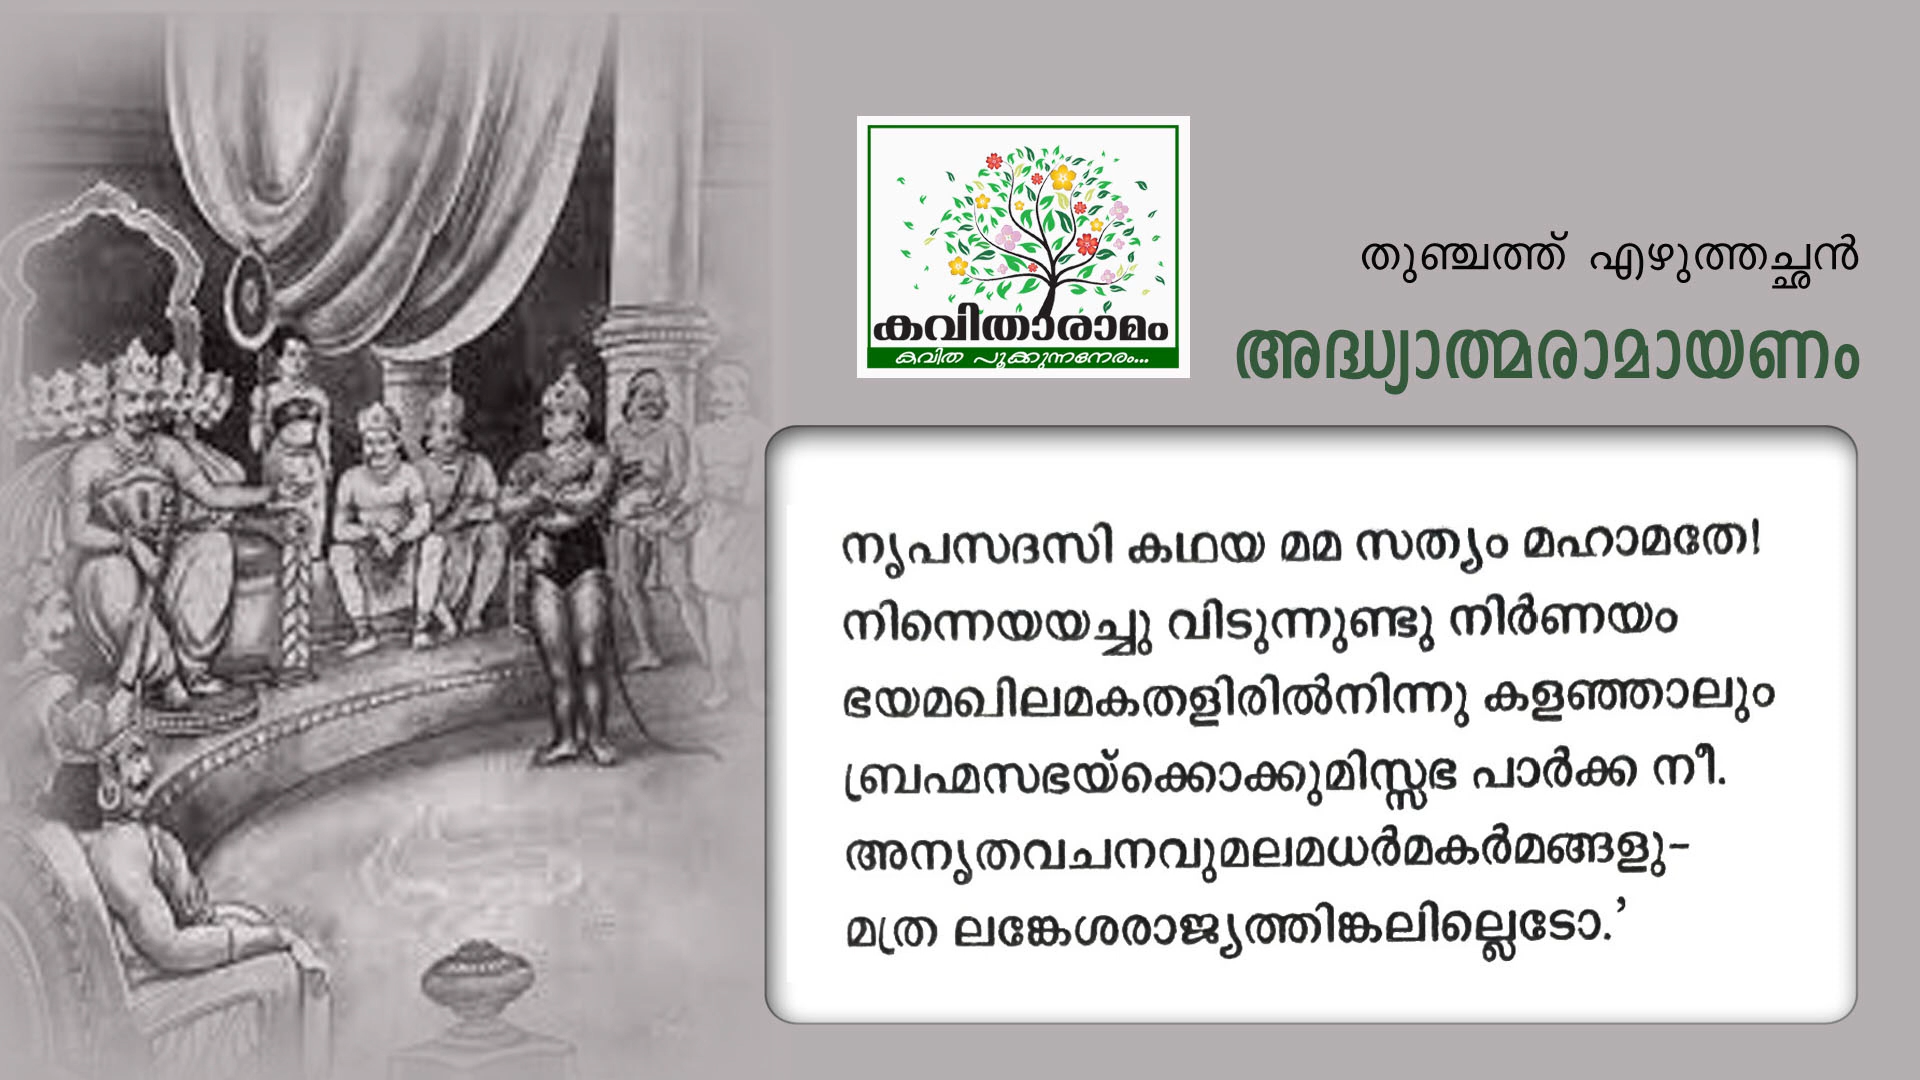 കവിതാരാമം
കവിത പൂക്കുന്നനേരം...
തുഞ്ചത്ത് എഴുത്തച്ഛൻ
അദ്ധ്യാത്മരാമായണം
നൃപസദസി കഥയ മമ സത്യം മഹാമതേ!
നിന്നെയയച്ചു വിടുന്നുണ്ടു നിർണയം
ഭയമഖിലമകതളിരിൽനിന്നു കളഞ്ഞാലും
ബ്രഹ്മസഭയ്ക്കൊക്കുമിസ്സഭ പാർക്ക നീ.
അനൃതവചനവുമലമധർമകർമങ്ങളു-
മത്ര ലങ്കേശരാജ്യത്തിങ്കലില്ലെടോ.’